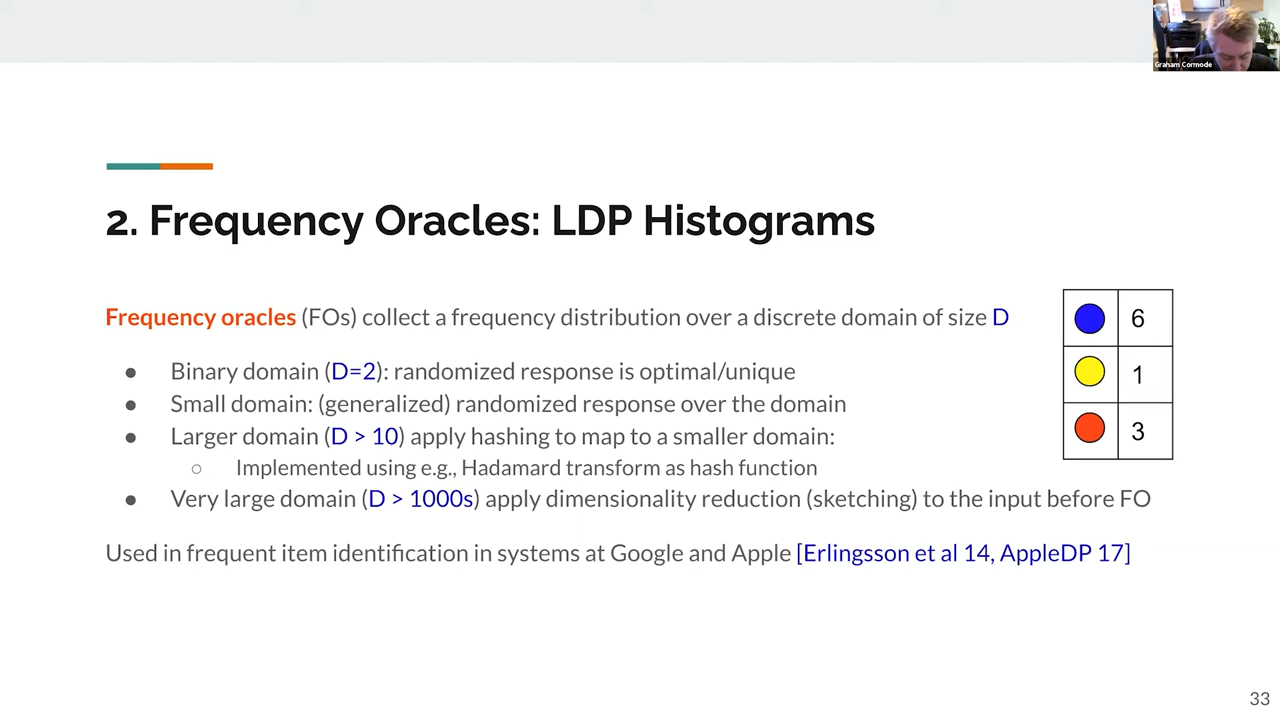 Graham Cormode
2. Frequency Oracles: LDP Histograms
Frequency oracles (FOs) collect a frequency distribution over a discrete domain of size D
● Binary domain (D=2): randomized response is optimal/unique
● Small domain: (generalized) randomized response over the domain
● Larger domain (D > 10) apply hashing to map to a smaller domain:
○ Implemented using e.g., Hadamard transform as hash function
● Very large domain (D > 1000s) apply dimensionality reduction (sketching) to the input before FO
Used in frequent item identification in systems at Google and Apple [Erlingsson et al 14, AppleDP 17]
6
1
3
33